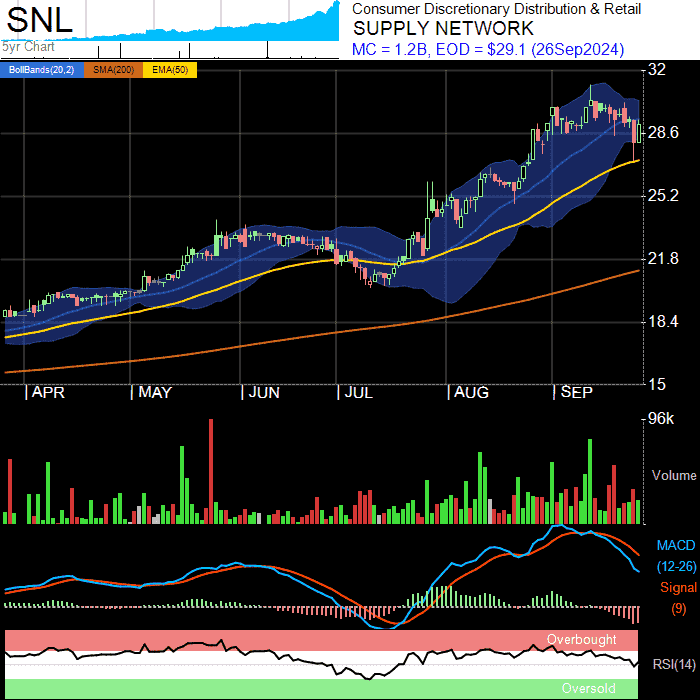 SNL
5yr Chart
Consumer Discretionary Distribution & Retail
SUPPLY NETWORK
MC = 1.2B, EOD = $29.1 (26Sep2024)
BollBands(20,2) SMA(200) EMA(50)
32
28.6
25.2
21.8
18.4
15
APR MAY JUN JUL AUG SEP
96k
Volume
MACD
(12-26)
Signal
(9)
Overbought
RSI(14)
Oversold